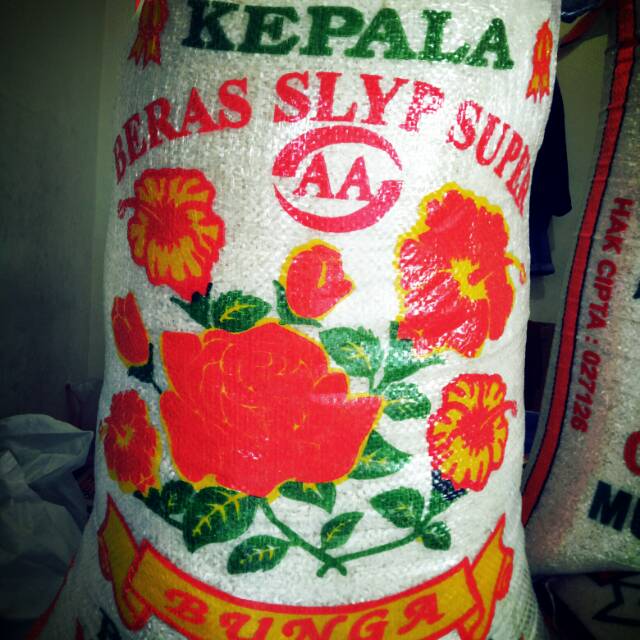 KEPALA
BERAS SLYP SUPER
AA
BUNGA
HAK CIPTA : 027126